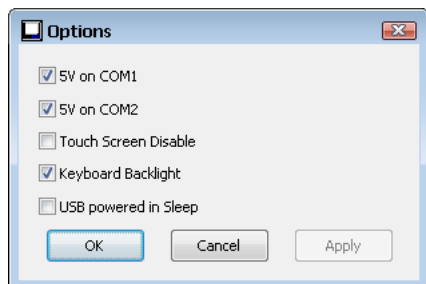 Options
5V on COM1
5V on COM2
Touch Screen Disable
Keyboard Backlight
USB powered in Sleep
OK Cancel Apply